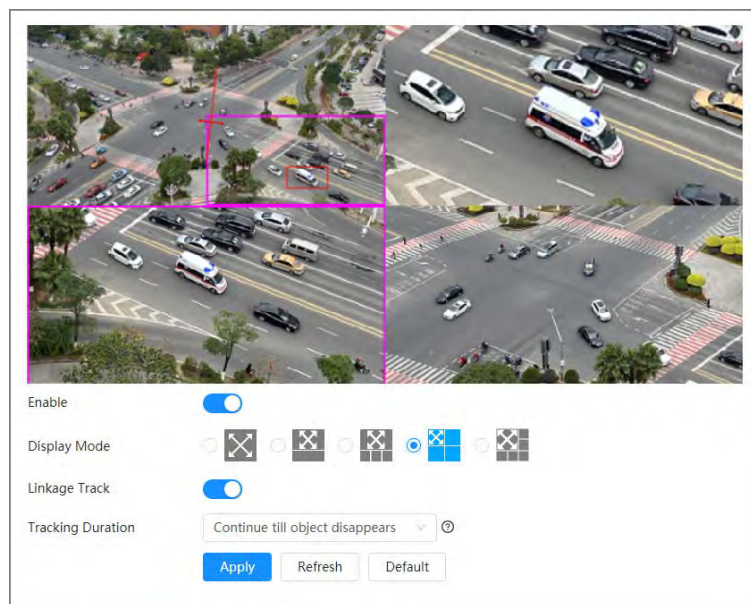 Enable
Display Mode
Linkage Track
Tracking Duration Continue till object disappears
Apply Refresh Default